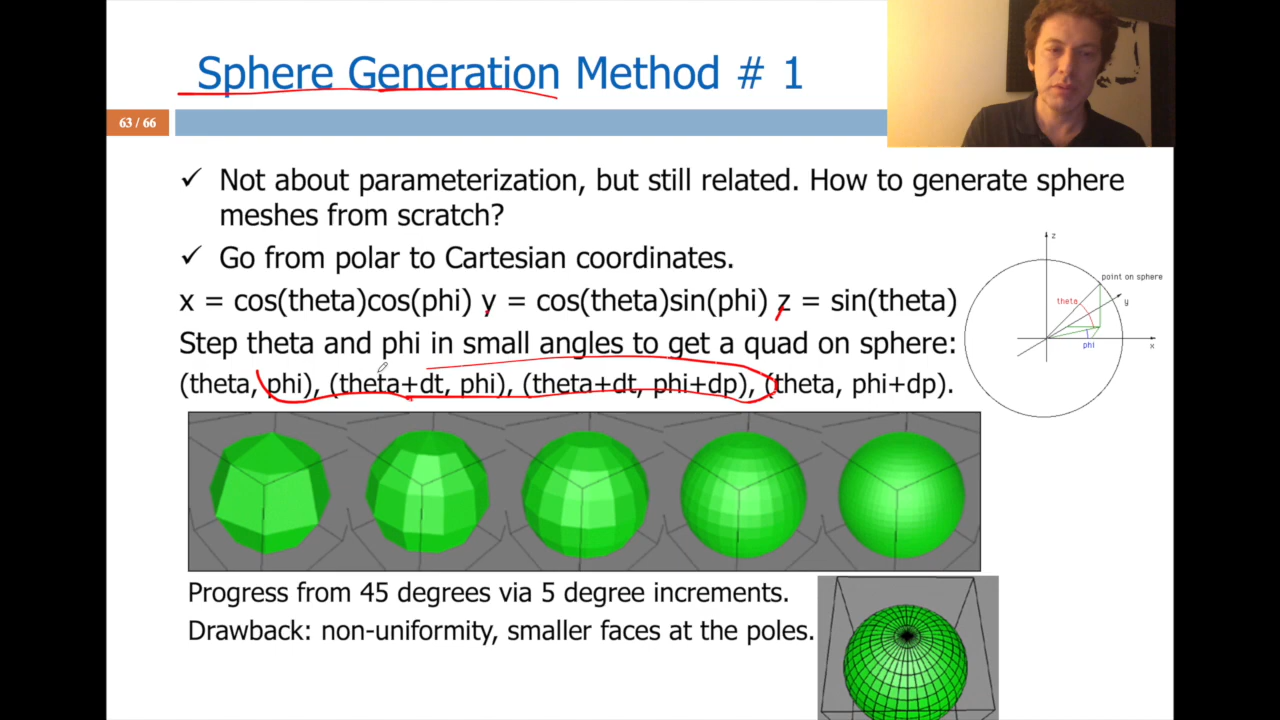 Sphere Generation Method # 1
63 / 66
✓ Not about parameterization, but still related. How to generate sphere
meshes from scratch?
✓ Go from polar to Cartesian coordinates.
x = cos(theta)cos(phi) y = cos(theta)sin(phi) z = sin(theta)
Step theta and phi in small angles to get a quad on sphere:
(theta, phi), (theta+dt, phi), (theta+dt, phi+dp), (theta, phi+dp).
z
point on sphere
theta
y
phi
x
Progress from 45 degrees via 5 degree increments.
Drawback: non-uniformity, smaller faces at the poles.